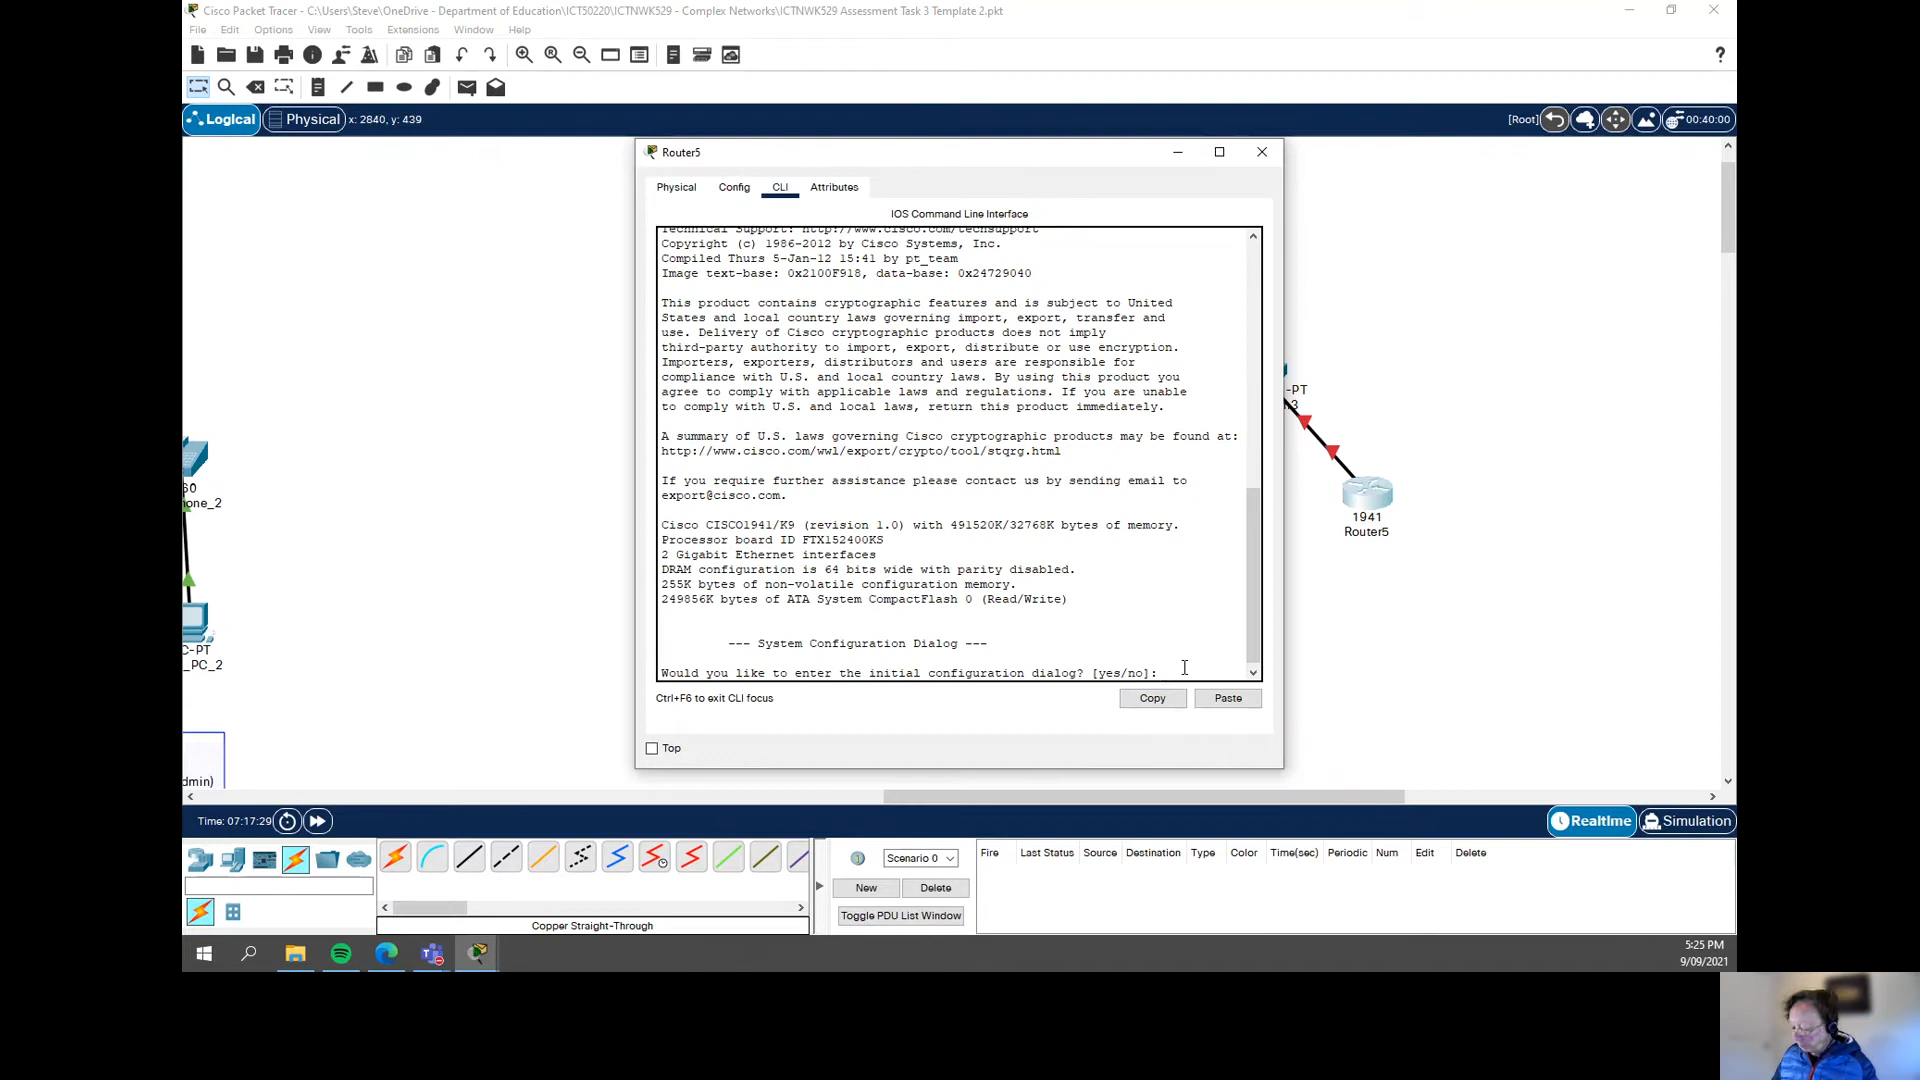 Cisco Packet Tracer - C:\Users\Steve\OneDrive - Department of Education\ICT50220\ICTNWK529 - Complex Networks\ICTNWK529 Assessment Task 3 Template 2.pkt
File Edit Options View Tools Extensions Window Help
?
Logical Physical x: 2840, y: 439
[Root] 00:40:00
Router5
Physical Config CLI Attributes
IOS Command Line Interface
Technical Support: http://www.cisco.com/techsupport
Copyright (c) 1986-2012 by Cisco Systems, Inc.
Compiled Thurs 5-Jan-12 15:41 by pt_team
Image text-base: 0x2100F918, data-base: 0x24729040
This product contains cryptographic features and is subject to United
States and local country laws governing import, export, transfer and
use. Delivery of Cisco cryptographic products does not imply
third-party authority to import, export, distribute or use encryption.
Importers, exporters, distributors and users are responsible for
compliance with U.S. and local country laws. By using this product you
agree to comply with applicable laws and regulations. If you are unable
to comply with U.S. and local laws, return this product immediately.
A summary of U.S. laws governing Cisco cryptographic products may be found at:
http://www.cisco.com/wwl/export/crypto/tool/stqrg.html
If you require further assistance please contact us by sending email to
export@cisco.com.
Cisco CISCO1941/K9 (revision 1.0) with 491520K/32768K bytes of memory.
Processor board ID FTX152400KS
2 Gigabit Ethernet interfaces
DRAM configuration is 64 bits wide with parity disabled.
255K bytes of non-volatile configuration memory.
249856K bytes of ATA System CompactFlash 0 (Read/Write)
--- System Configuration Dialog ---
Would you like to enter the initial configuration dialog? [yes/no]:
Ctrl+F6 to exit CLI focus
Copy Paste
Top
60
one_2
C-PT
_PC_2
dmin)
-PT
3
1941
Router5
Time: 07:17:29
Realtime Simulation
Scenario 0
New Delete
Toggle PDU List Window
Fire Last Status Source Destination Type Color Time(sec) Periodic Num Edit Delete
Copper Straight-Through
5:25 PM
9/09/2021